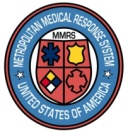 METROPOLITAN MEDICAL RESPONSE SYSTEM
MMRS
UNITED STATES OF AMERICA